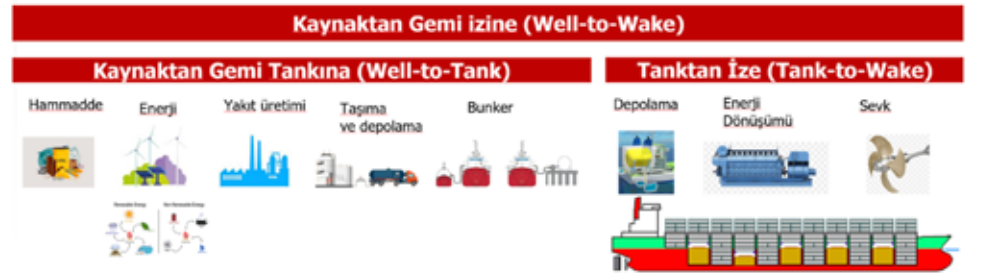 Kaynaktan Gemi izine (Well-to-Wake)
Kaynaktan Gemi Tankına (Well-to-Tank)
Tanktan İze (Tank-to-Wake)
Hammadde
Enerji
Yakıt üretimi
Taşıma
ve depolama
Bunker
Depolama
Enerji
Dönüşümü
Sevk